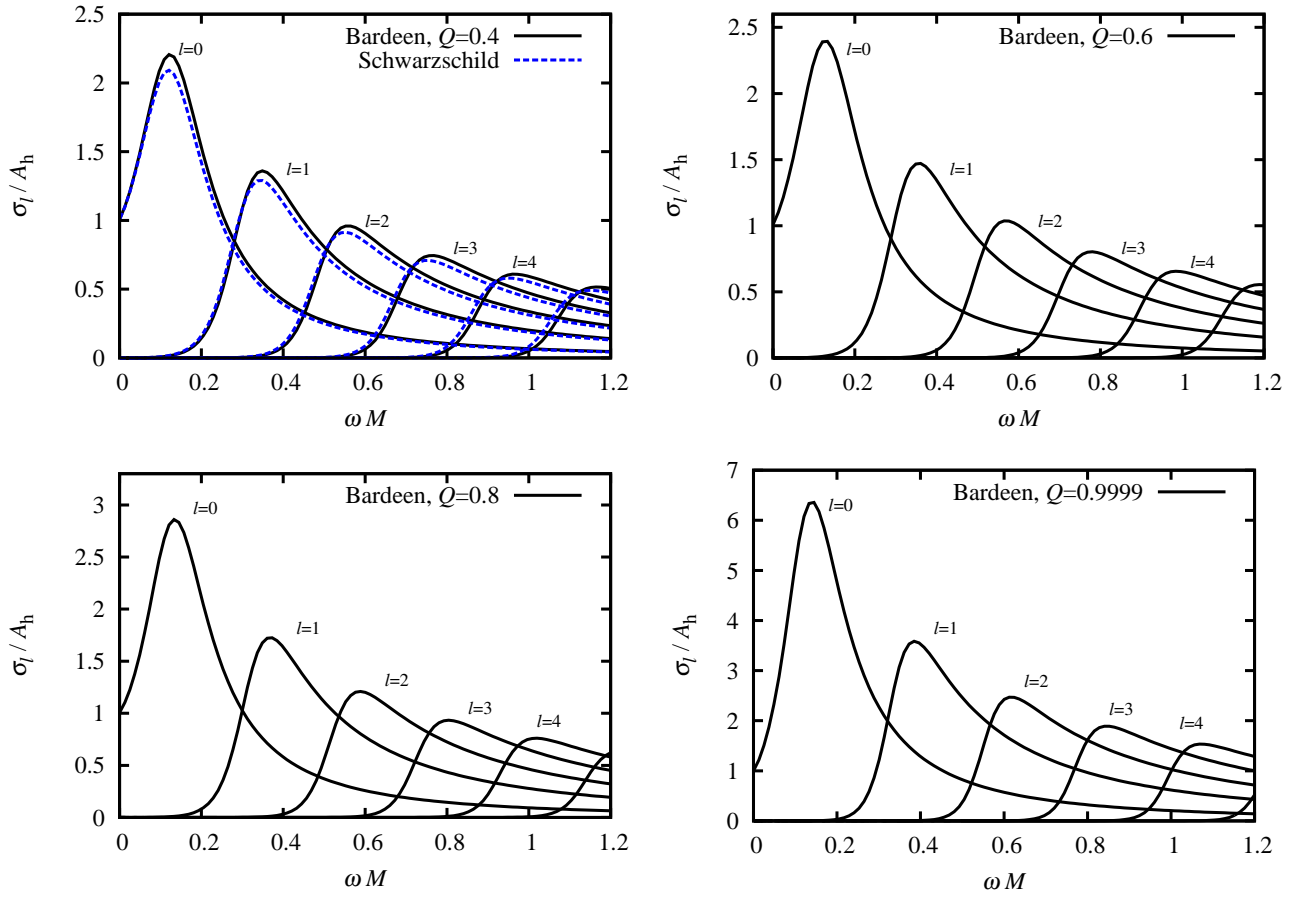 Bardeen, Q=0.4
Schwarzschild
l=0
l=1
l=2
l=3
l=4
2.5
2
1.5
1
0.5
0
0 0.2 0.4 0.6 0.8 1 1.2
σl / Ah
ω M
Bardeen, Q=0.6
l=0
l=1
l=2
l=3
l=4
2.5
2
1.5
1
0.5
0
0 0.2 0.4 0.6 0.8 1 1.2
σl / Ah
ω M
Bardeen, Q=0.8
l=0
l=1
l=2
l=3
l=4
3
2.5
2
1.5
1
0.5
0
0 0.2 0.4 0.6 0.8 1 1.2
σl / Ah
ω M
Bardeen, Q=0.9999
l=0
l=1
l=2
l=3
l=4
7
6
5
4
3
2
1
0
0 0.2 0.4 0.6 0.8 1 1.2
σl / Ah
ω M